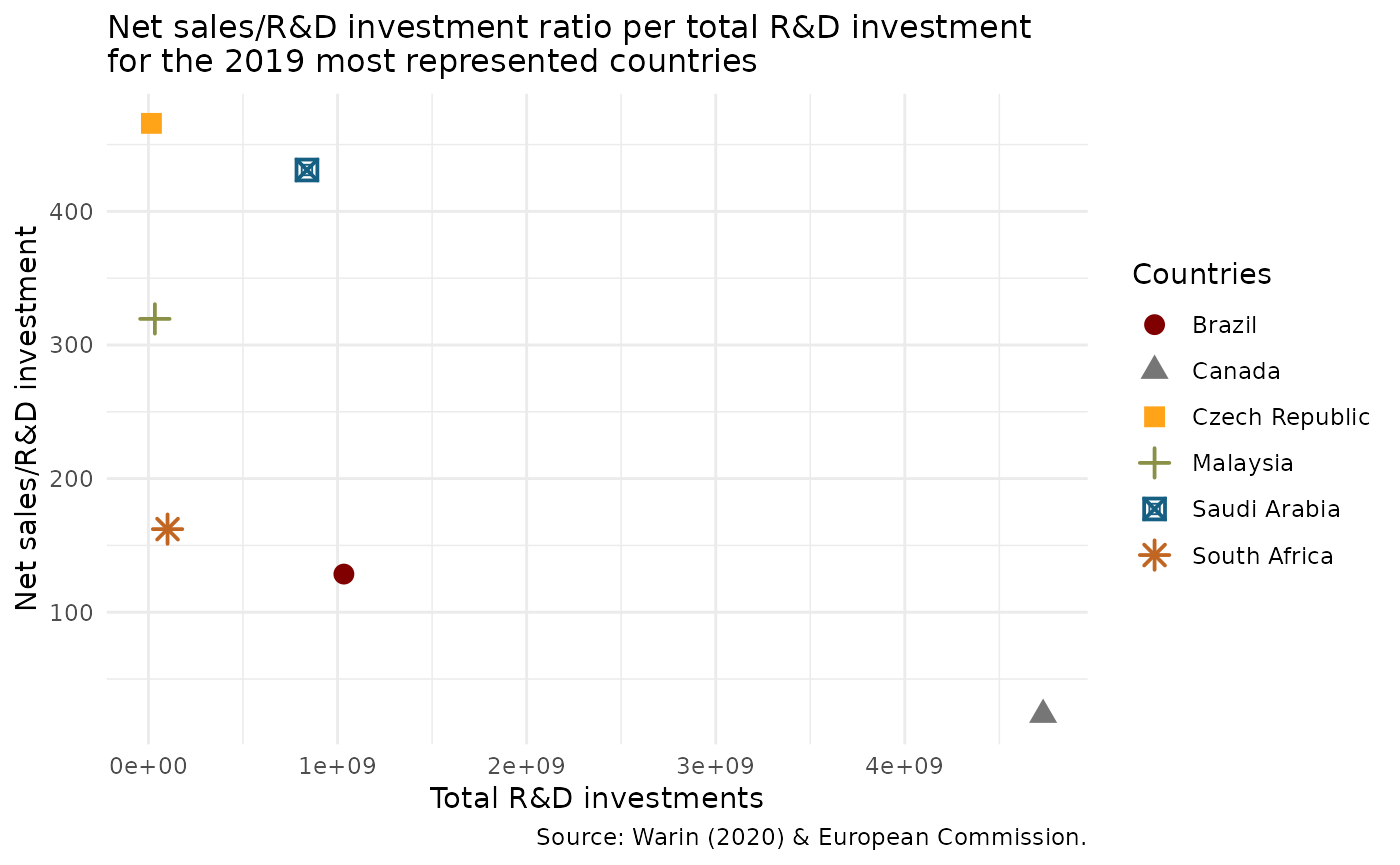 Net sales/R&D investment ratio per total R&D investment
for the 2019 most represented countries
Net sales/R&D investment
400
300
200
100
0e+00 1e+09 2e+09 3e+09 4e+09
Total R&D investments
Source: Warin (2020) & European Commission.
Countries
Brazil
Canada
Czech Republic
Malaysia
Saudi Arabia
South Africa